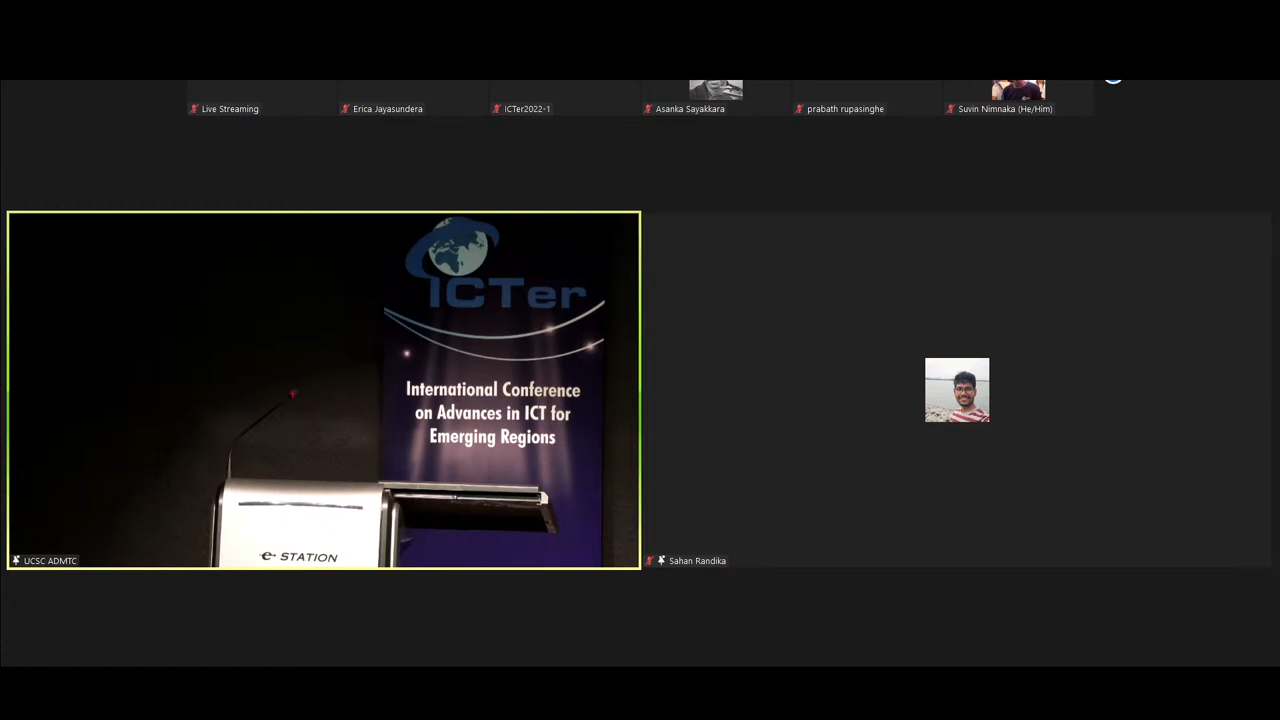 Live Streaming
Erica Jayasundera
ICTer2022-1
Asanka Sayakkara
prabath rupasinghe
Suvin Nimnaka (He/Him)
ICTer
International Conference
on Advances in ICT for
Emerging Regions
e-STATION
UCSC ADMTC
Sahan Randika